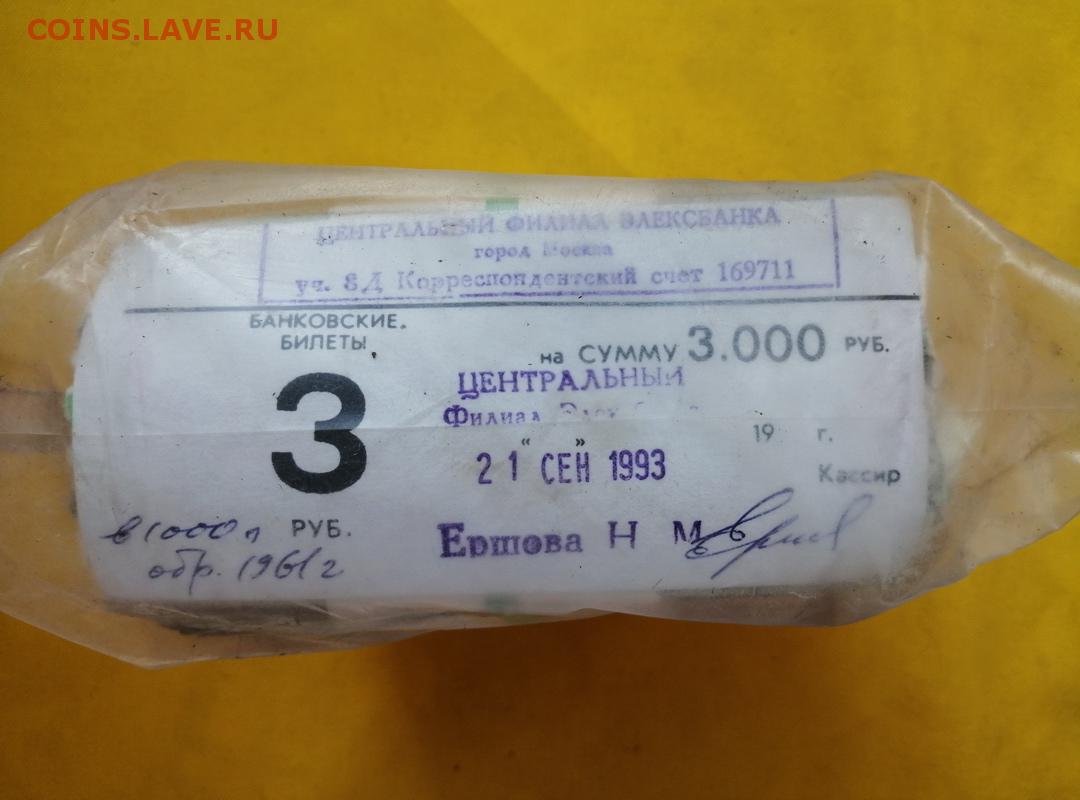 COINS.LAVE.RU
ЦЕНТРАЛЬНЫЙ ФИЛИАЛ ЭЛЕКСБАНКА
город Москва
уч. 8Д Корреспондентский счет 169711
БАНКОВСКИЕ.
БИЛЕТЫ
на СУММУ 3.000 РУБ.
ЦЕНТРАЛЬНЫЙ
Филиал
3
19 г.
"  "
21 СЕН 1993
Кассир
в 1000 л РУБ.
обр. 1961 г
Ершова Н М